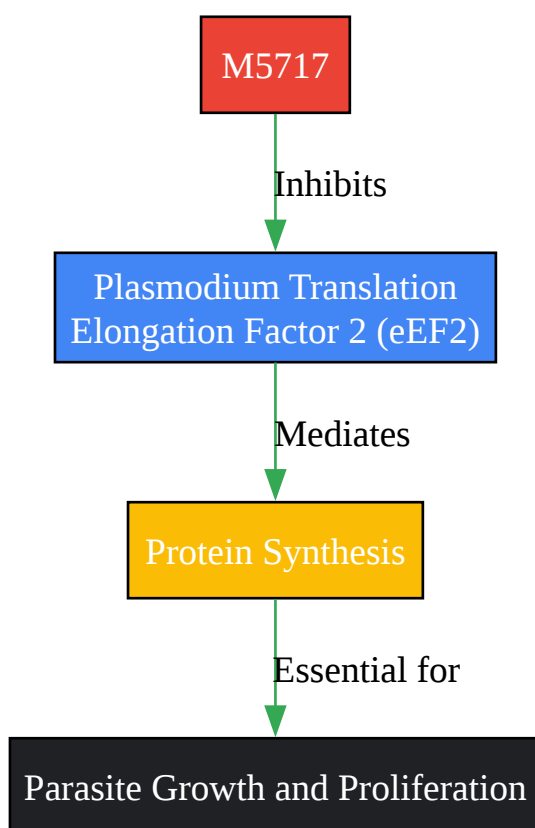 M5717
Inhibits
Plasmodium Translation
Elongation Factor 2 (eEF2)
Mediates
Protein Synthesis
Essential for
Parasite Growth and Proliferation